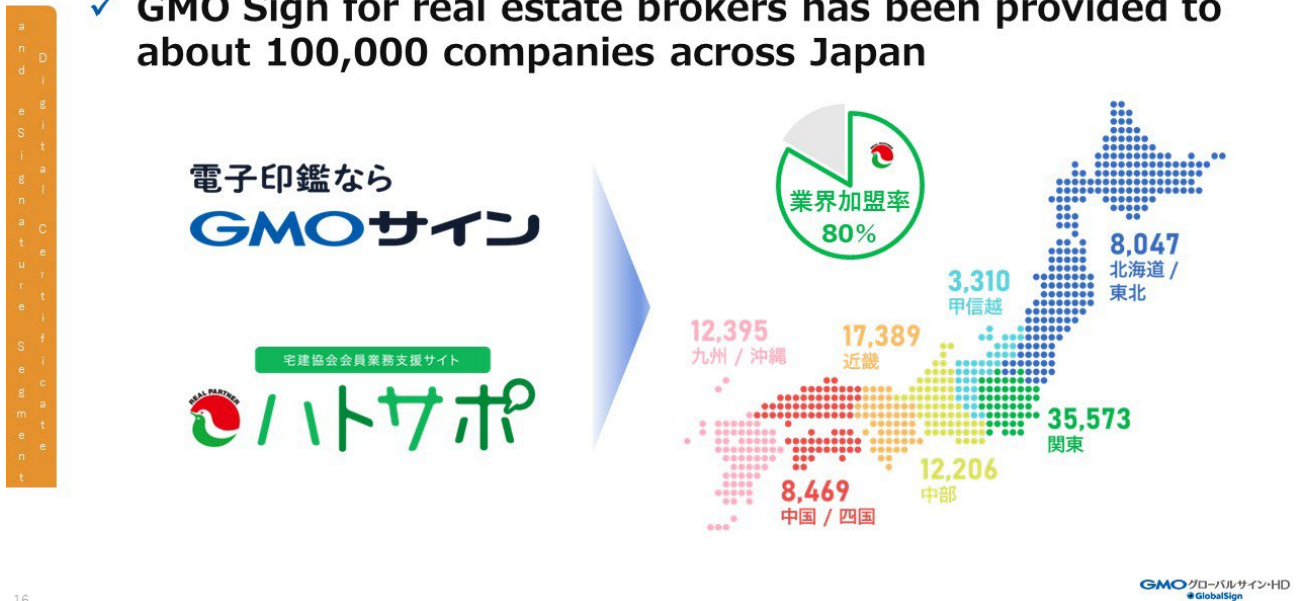 ✓ GMO Sign for real estate brokers has been provided to
about 100,000 companies across Japan
Digital Certificate
and eSignature Segment
電子印鑑なら
GMOサイン
宅建協会会員業務支援サイト
REAL PARTNER
ハトサポ
業界加盟率
80%
8,047
北海道 /
東北
3,310
甲信越
12,395
九州 / 沖縄
17,389
近畿
35,573
関東
12,206
中部
8,469
中国 / 四国
16
GMOグローバルサイン・HD
GlobalSign